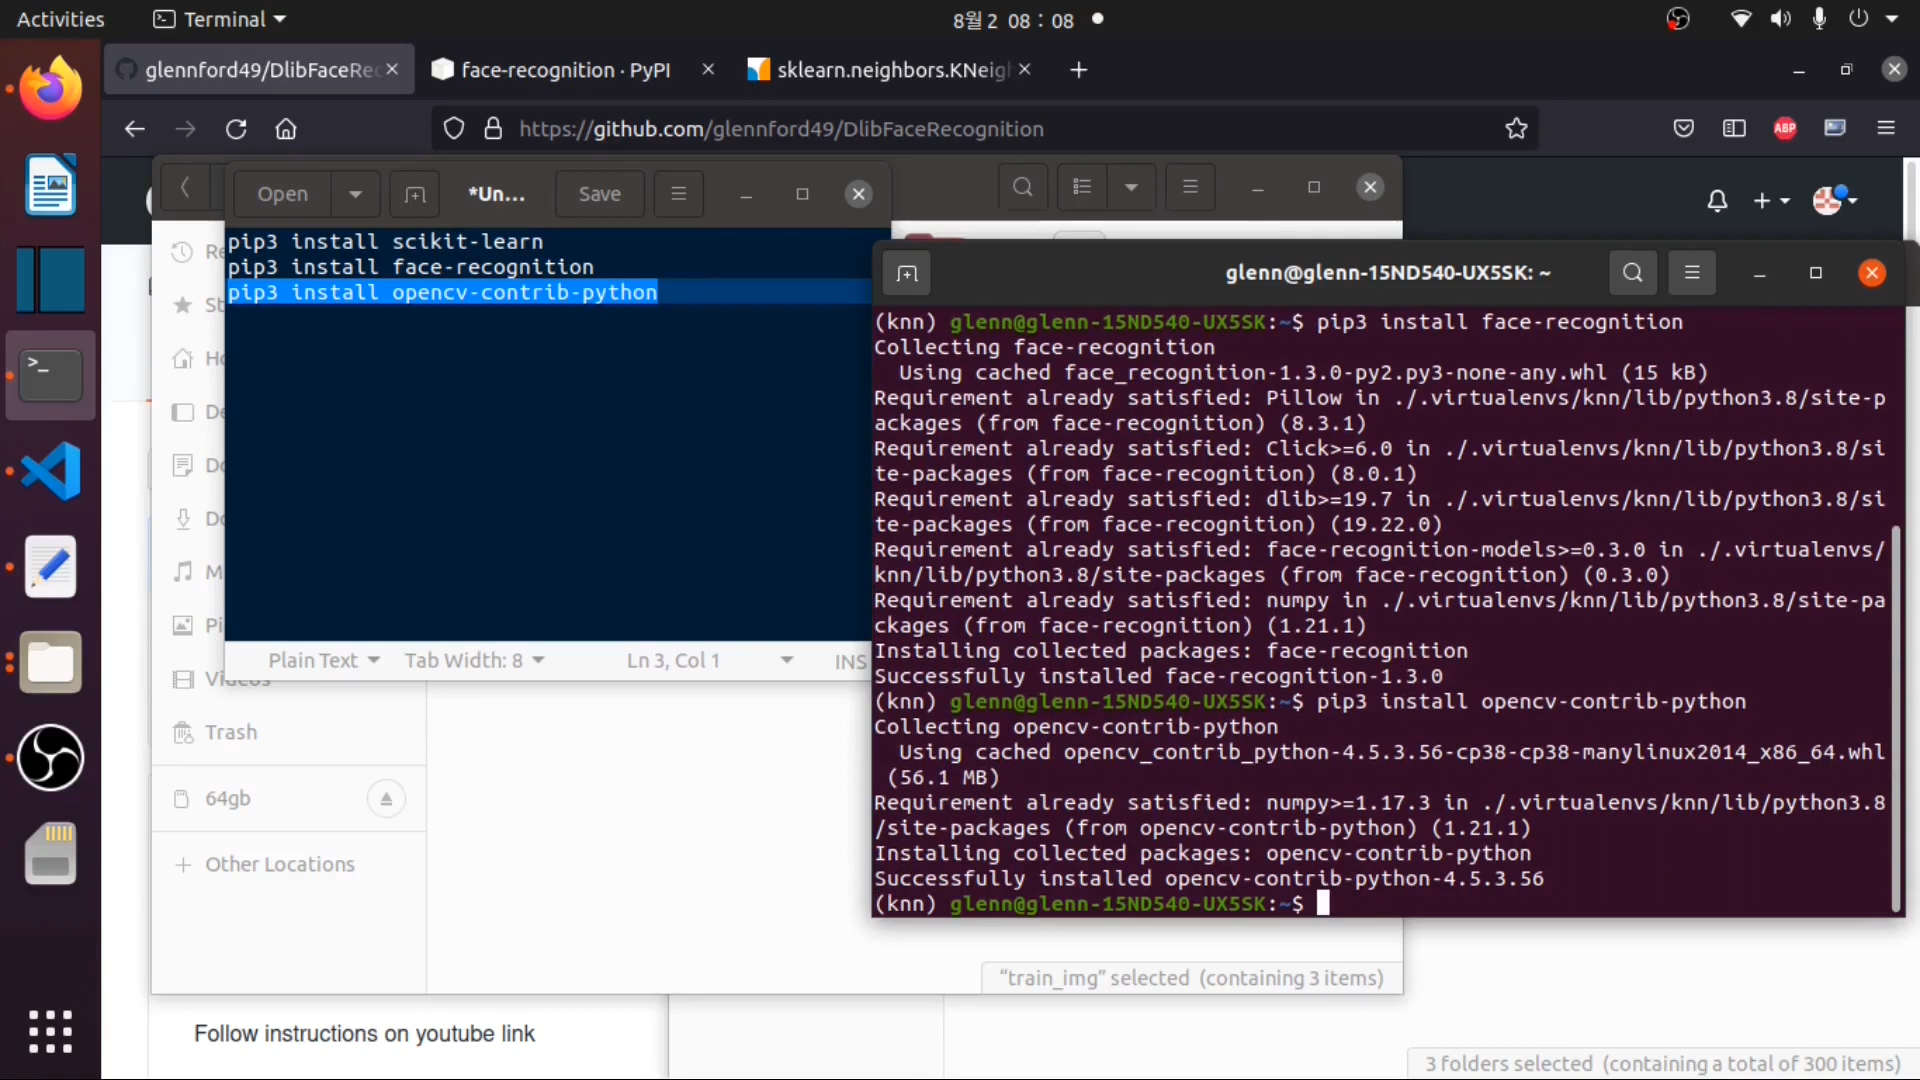 Activities
Terminal
8월 2 08 : 08
glennford49/DlibFaceRec
face-recognition · PyPI
sklearn.neighbors.KNeigh
https://github.com/glennford49/DlibFaceRecognition
ABP
Open
*Un...
Save
pip3 install scikit-learn
pip3 install face-recognition
pip3 install opencv-contrib-python
Plain Text
Tab Width: 8
Ln 3, Col 1
INS
Re
St
Ho
De
Do
Do
M
Pi
Videos
Trash
64gb
Other Locations
"train_img" selected (containing 3 items)
glenn@glenn-15ND540-UX5SK: ~
(knn) glenn@glenn-15ND540-UX5SK:~$ pip3 install face-recognition
Collecting face-recognition
Using cached face_recognition-1.3.0-py2.py3-none-any.whl (15 kB)
Requirement already satisfied: Pillow in ./.virtualenvs/knn/lib/python3.8/site-p
ackages (from face-recognition) (8.3.1)
Requirement already satisfied: Click>=6.0 in ./.virtualenvs/knn/lib/python3.8/si
te-packages (from face-recognition) (8.0.1)
Requirement already satisfied: dlib>=19.7 in ./.virtualenvs/knn/lib/python3.8/si
te-packages (from face-recognition) (19.22.0)
Requirement already satisfied: face-recognition-models>=0.3.0 in ./.virtualenvs/
knn/lib/python3.8/site-packages (from face-recognition) (0.3.0)
Requirement already satisfied: numpy in ./.virtualenvs/knn/lib/python3.8/site-pa
ckages (from face-recognition) (1.21.1)
Installing collected packages: face-recognition
Successfully installed face-recognition-1.3.0
(knn) glenn@glenn-15ND540-UX5SK:~$ pip3 install opencv-contrib-python
Collecting opencv-contrib-python
Using cached opencv_contrib_python-4.5.3.56-cp38-cp38-manylinux2014_x86_64.whl
(56.1 MB)
Requirement already satisfied: numpy>=1.17.3 in ./.virtualenvs/knn/lib/python3.8
/site-packages (from opencv-contrib-python) (1.21.1)
Installing collected packages: opencv-contrib-python
Successfully installed opencv-contrib-python-4.5.3.56
(knn) glenn@glenn-15ND540-UX5SK:~$
Follow instructions on youtube link
3 folders selected (containing a total of 300 items)